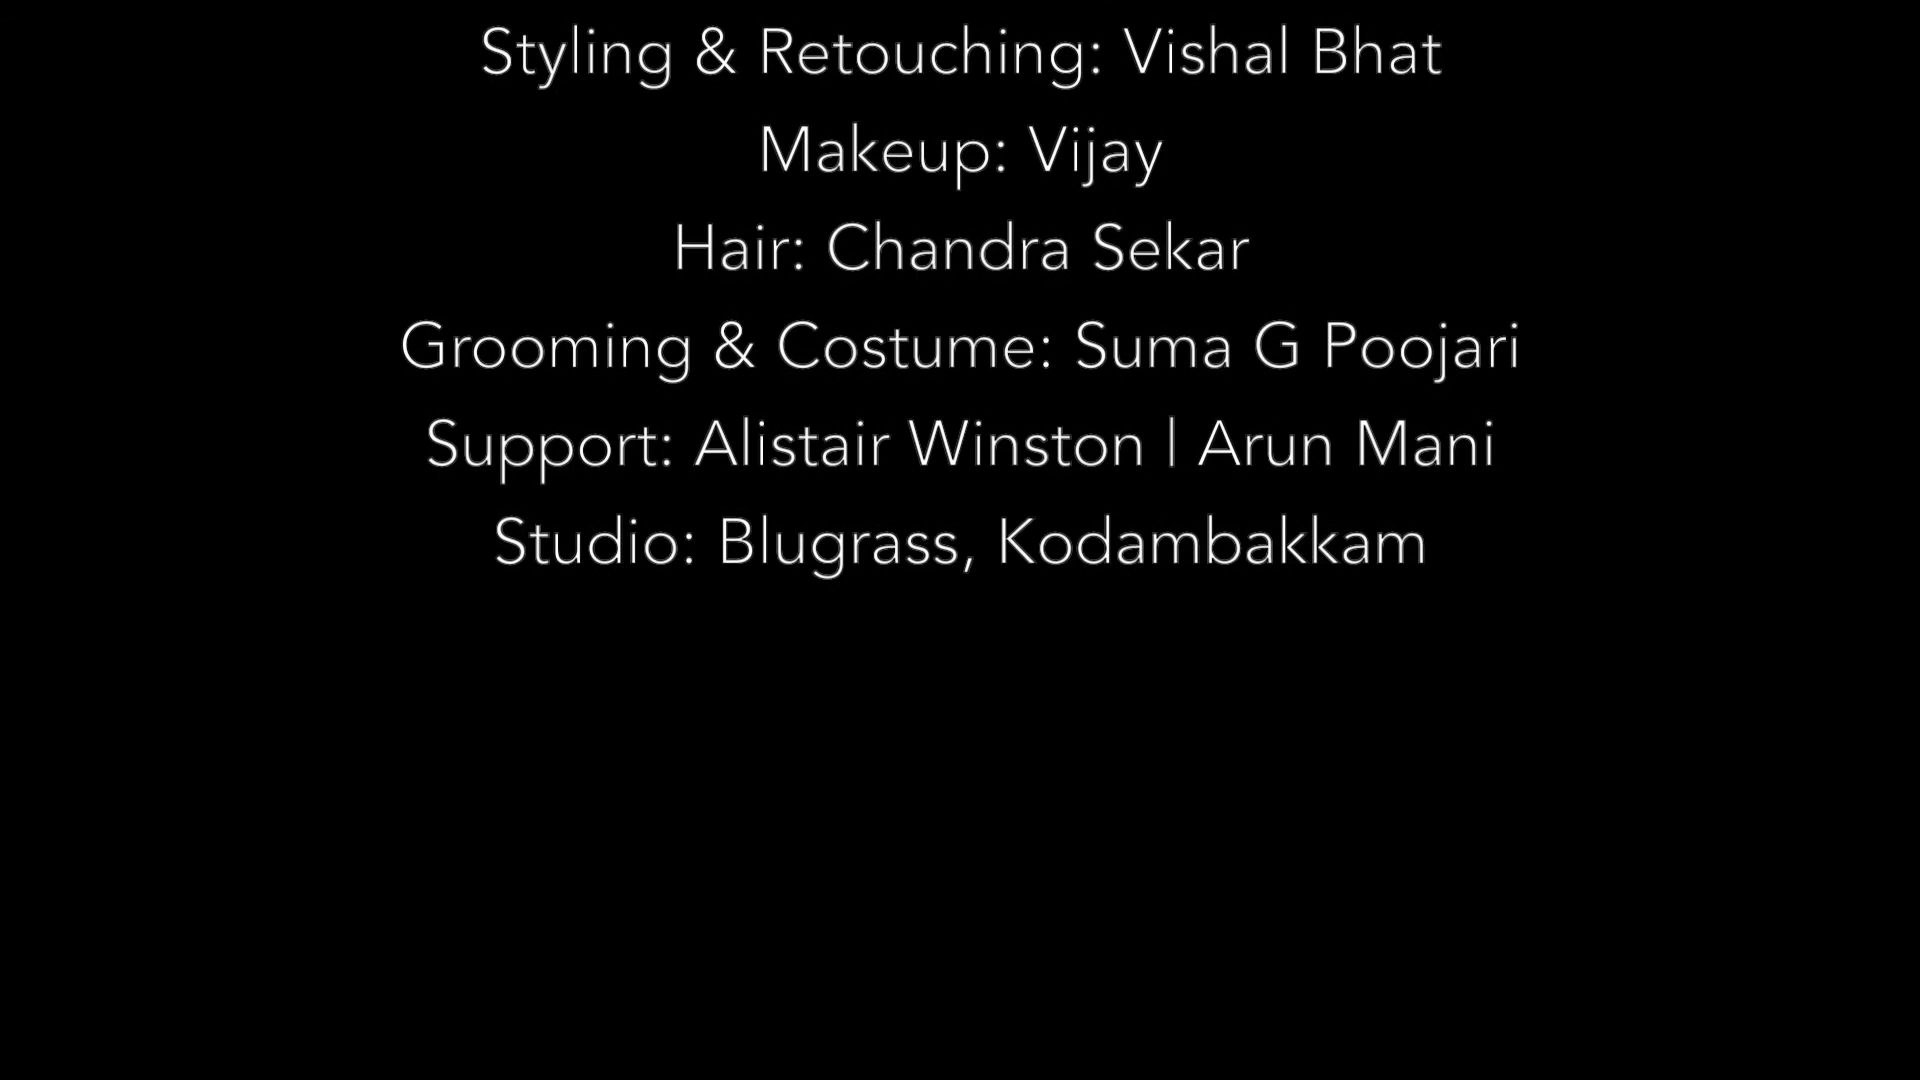 Styling & Retouching: Vishal Bhat
Makeup: Vijay
Hair: Chandra Sekar
Grooming & Costume: Suma G Poojari
Support: Alistair Winston | Arun Mani
Studio: Blugrass, Kodambakkam